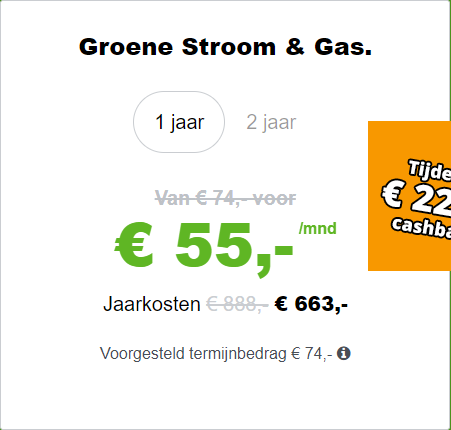 Groene Stroom & Gas.
1 jaar 2 jaar
Van € 74,- voor
€ 55,- /mnd
Jaarkosten € 888,- € 663,-
Voorgesteld termijnbedrag € 74,-
€